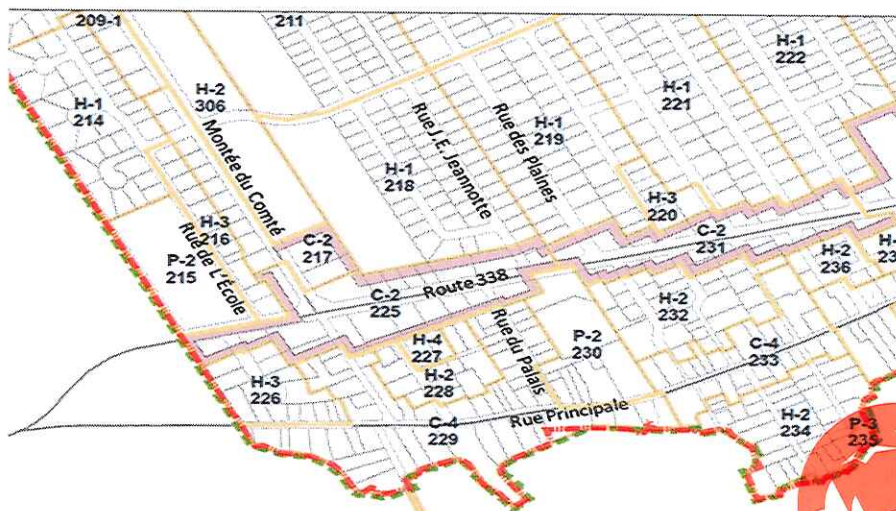 209-1
211
H-1
222
H-1
214
H-2
306
H-1
221
H-1
219
Rue des Plaines
Rue J.E. Jeannotte
Montée du Comté
H-1
218
H-3
220
H-3
216
Rue de L'École
C-2
217
C-2
231
P-2
215
H-2
236
C-2
225
Route 338
H-2
232
H-4
227
Rue du Palais
P-2
230
C-4
233
H-3
226
H-2
228
Rue Principale
C-4
229
H-2
234
P-3
235